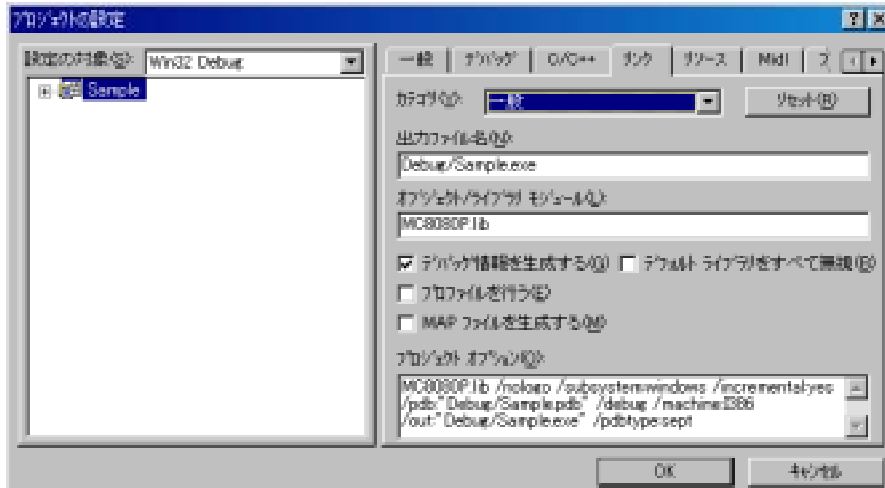 プロジェクトの設定
設定の対象(S): Win32 Debug
Sample
一般 デバッグ C/C++ リンク リソース Midl ブ
カテゴリ(Y): 一般 リセット(R)
出力ファイル名(N):
Debug/Sample.exe
オブジェクト/ライブラリ モジュール(L):
MC8080P.lib
デバッグ情報を生成する(G) デフォルト ライブラリをすべて無視(B)
プロファイルを行う(E)
MAP ファイルを生成する(M)
プロジェクト オプション(O):
MC8080P.lib /nologo /subsystem:windows /incremental:yes
/pdb:"Debug/Sample.pdb" /debug /machine:I386
/out:"Debug/Sample.exe" /pdbtype:sept
OK キャンセル